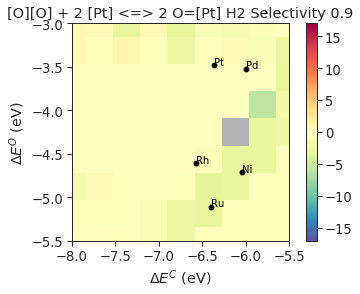 [O][O] + 2 [Pt] <=> 2 O=[Pt] H2 Selectivity 0.9
−3.0
−3.5
−4.0
−4.5
−5.0
−5.5
ΔE^O (eV)
Pt
Pd
Rh
Ni
Ru
−8.0 −7.5 −7.0 −6.5 −6.0 −5.5
ΔE^C (eV)
15
10
5
0
−5
−10
−15